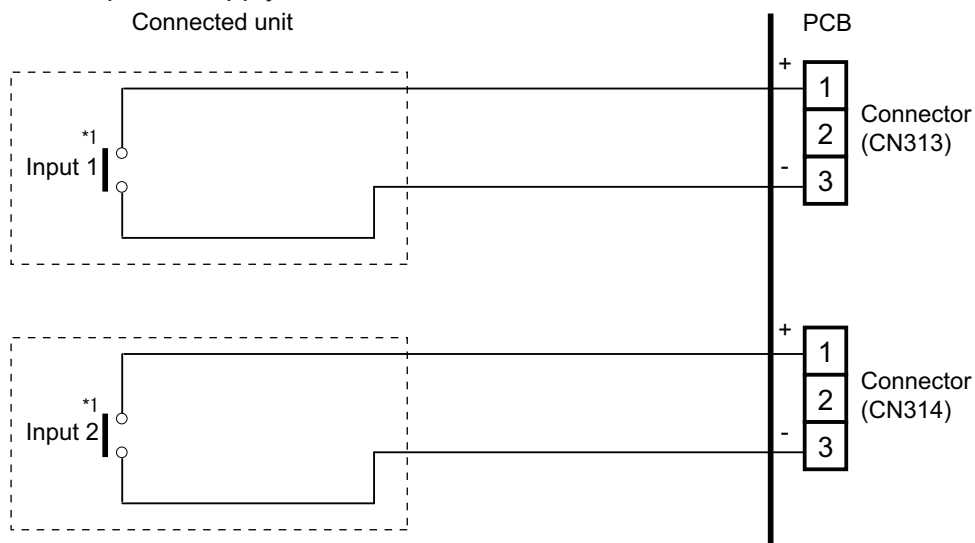 Connected unit
PCB
+
1
2
3
-
Connector
(CN313)
*1
Input 1
+
1
2
3
-
Connector
(CN314)
*1
Input 2